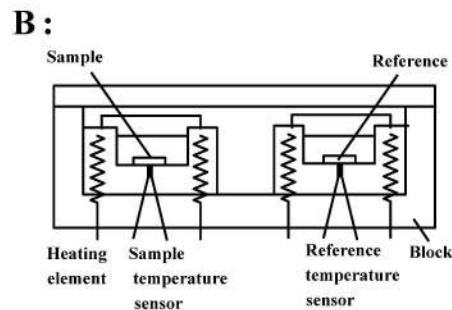 B:
Sample
Reference
Heating element
Sample temperature sensor
Reference temperature sensor
Block